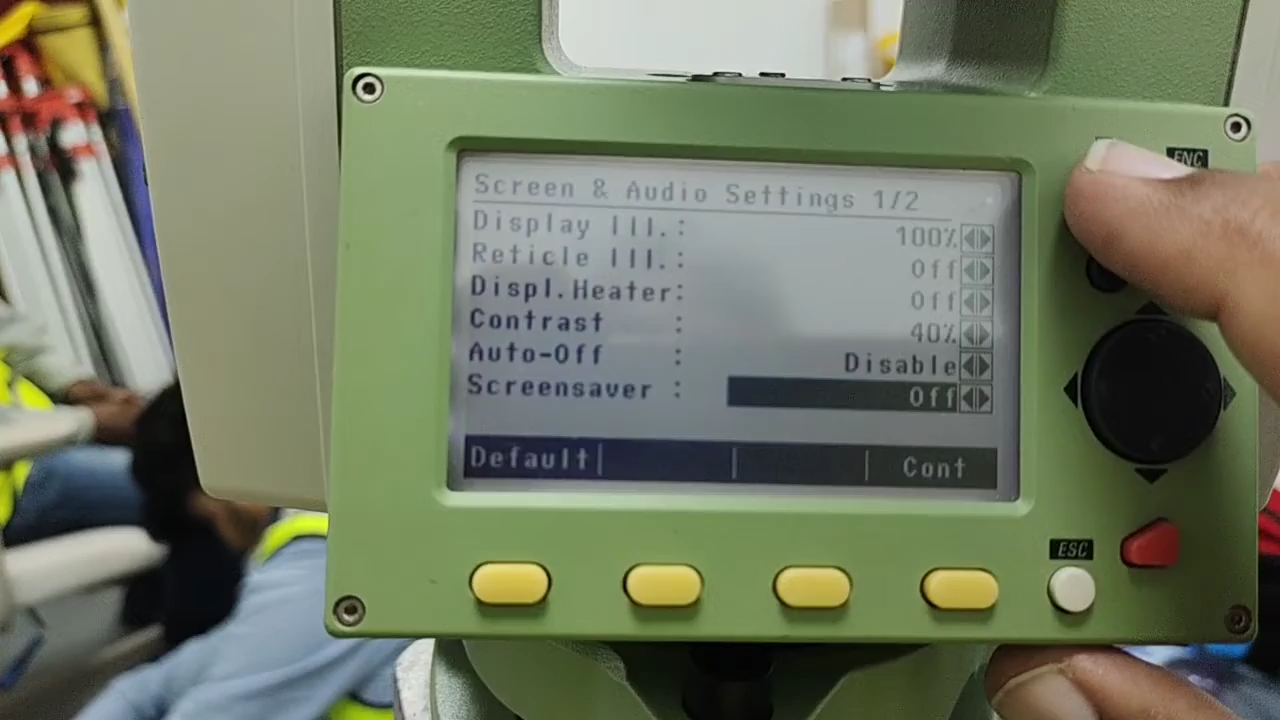 FNC
Screen & Audio Settings 1/2
Display Ill.: 100%
Reticle Ill.: Off
Displ.Heater: Off
Contrast : 40%
Auto-Off : Disable
Screensaver : Off
Default Cont
ESC